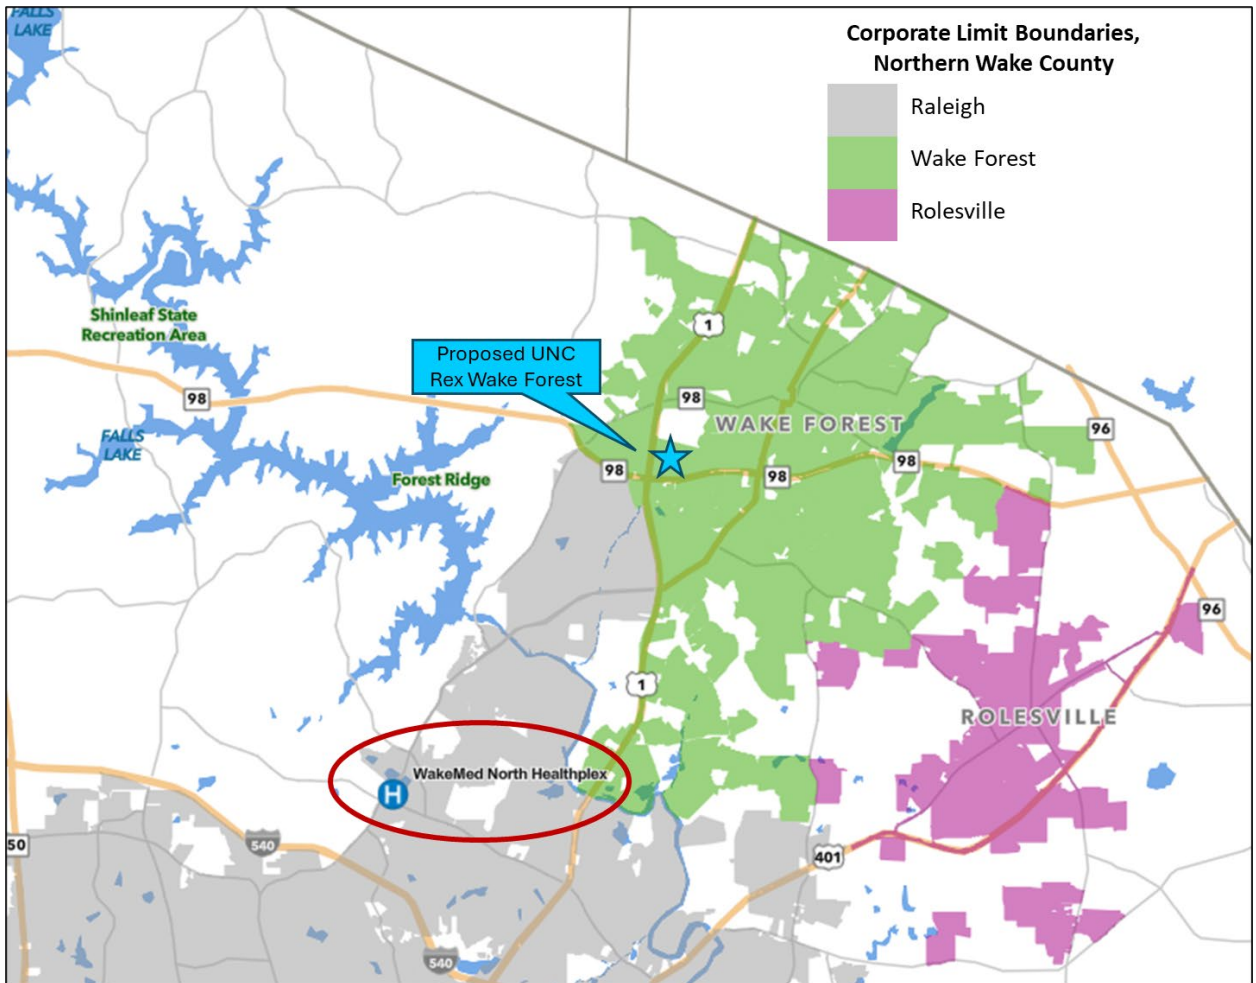 FALLS
LAKE
Corporate Limit Boundaries,
Northern Wake County
Raleigh
Wake Forest
Rolesville
Shinleaf State
Recreation Area
1
Proposed UNC
Rex Wake Forest
98
98
WAKE FOREST
96
FALLS
LAKE
98
98
98
Forest Ridge
96
1
ROLESVILLE
WakeMed North Healthplex
H
50
540
401
540